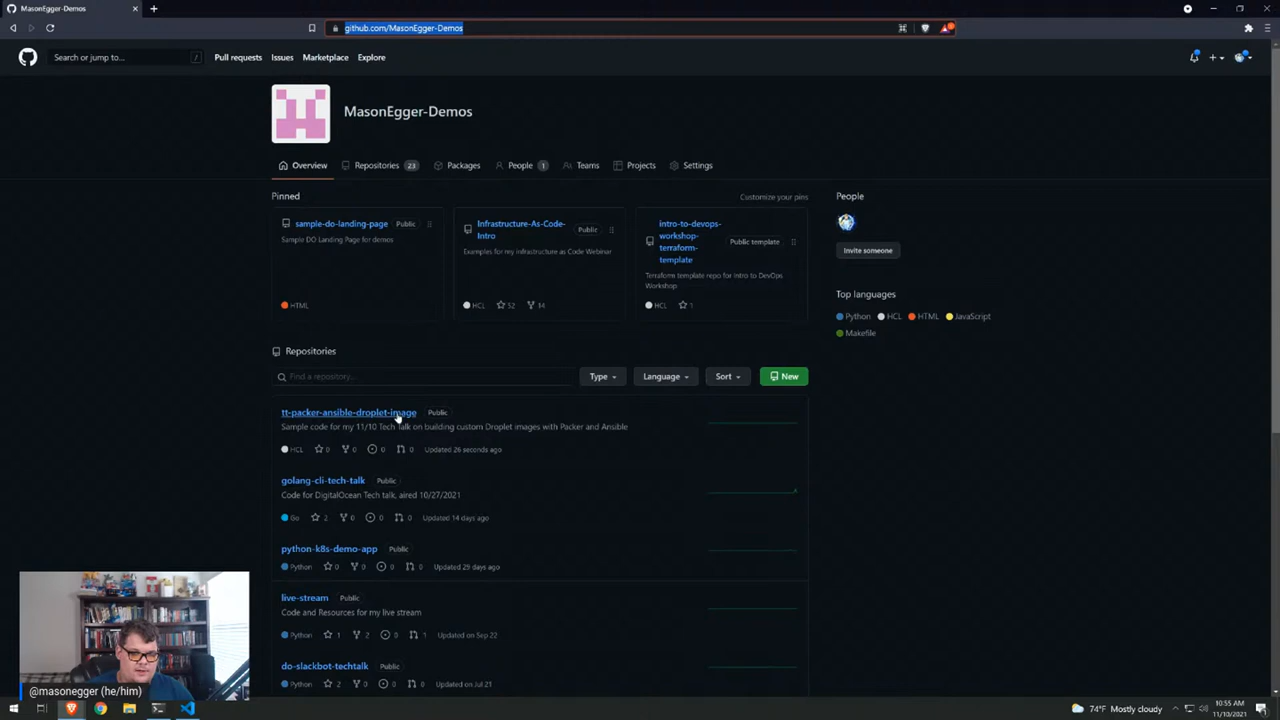 MasonEgger-Demos
github.com/MasonEgger-Demos
Search or jump to...
/
Pull requests
Issues
Marketplace
Explore
MasonEgger-Demos
Overview
Repositories 23
Packages
People 1
Teams
Projects
Settings
Pinned
Customize your pins
sample-do-landing-page Public
Sample DO Landing Page for demos
HTML
Infrastructure-As-Code-
Intro
Public
Examples for my infrastructure as Code Webinar
HCL 52 14
intro-to-devops-
workshop-
terraform-
template
Public template
Terraform template repo for Intro to DevOps
Workshop
HCL 1
People
Invite someone
Top languages
Python HCL HTML JavaScript
Makefile
Repositories
Find a repository...
Type
Language
Sort
New
tt-packer-ansible-droplet-image Public
Sample code for my 11/10 Tech Talk on building custom Droplet images with Packer and Ansible
HCL 0 0 0 0 Updated 26 seconds ago
golang-cli-tech-talk Public
Code for DigitalOcean Tech talk, aired 10/27/2021
Go 2 0 0 0 Updated 14 days ago
python-k8s-demo-app Public
Python 0 0 0 0 Updated 29 days ago
live-stream Public
Code and Resources for my live stream
Python 1 2 0 1 Updated on Sep 22
do-slackbot-techtalk Public
Python 2 0 0 0 Updated on Jul 21
@masonegger (he/him)
74°F Mostly cloudy
10:55 AM
11/10/2021